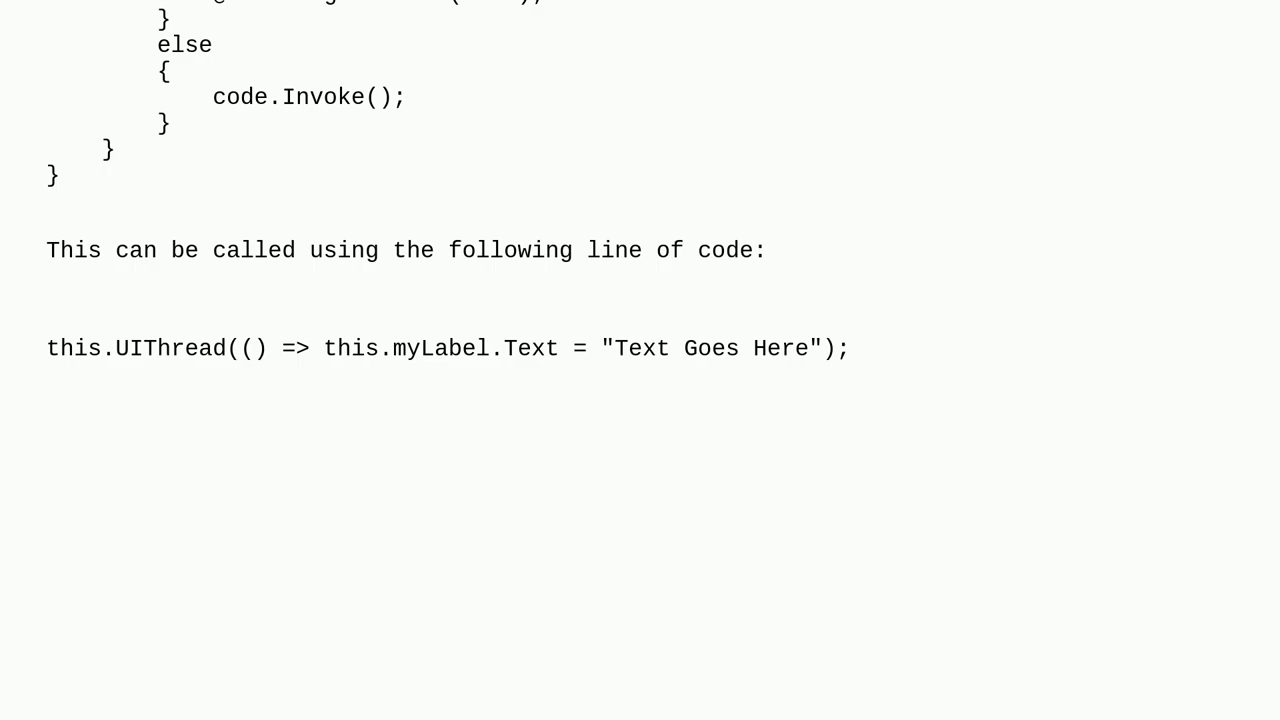 }
else
{
code.Invoke();
}
}
}
This can be called using the following line of code:
this.UIThread(() => this.myLabel.Text = "Text Goes Here");